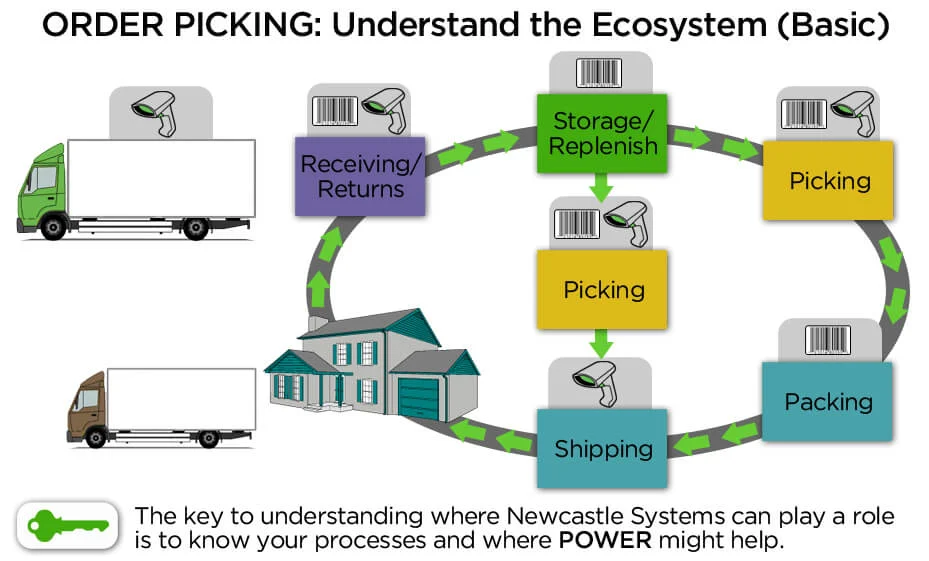 ORDER PICKING: Understand the Ecosystem (Basic)
Receiving/
Returns
Storage/
Replenish
Picking
Picking
Packing
Shipping
The key to understanding where Newcastle Systems can play a role
is to know your processes and where POWER might help.